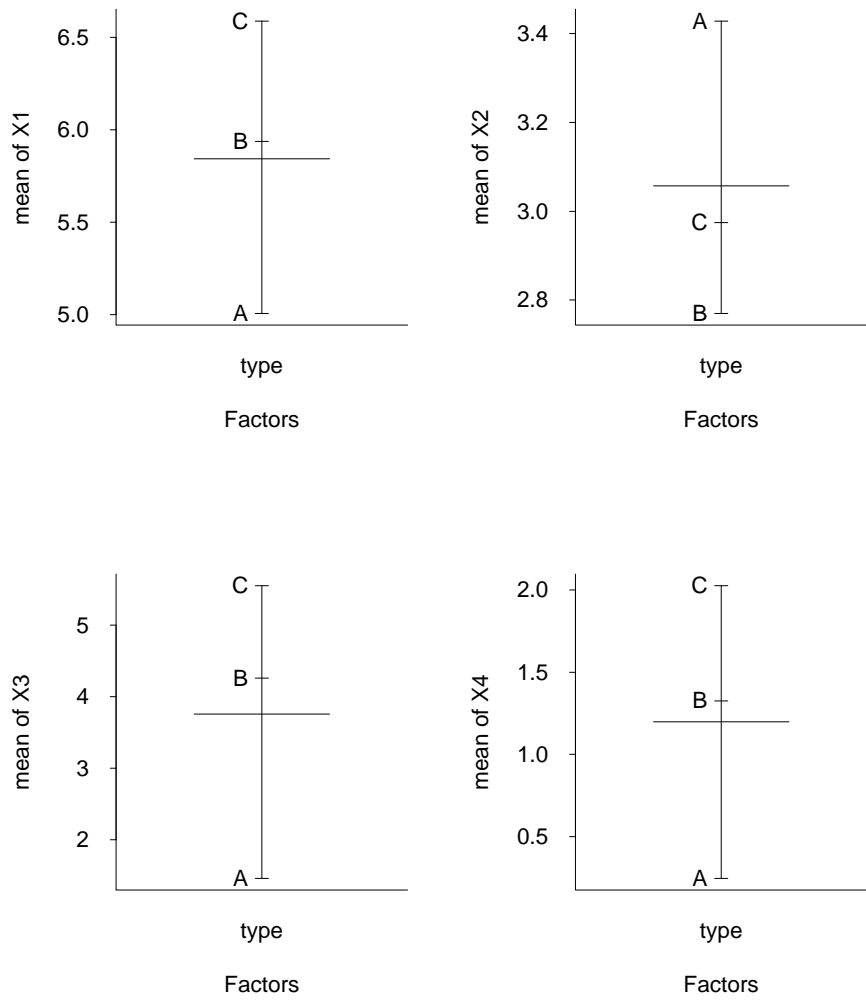 mean of X1
6.5
6.0
5.5
5.0
C
B
A
type
Factors
mean of X2
3.4
3.2
3.0
2.8
A
C
B
type
Factors
mean of X3
5
4
3
2
C
B
A
type
Factors
mean of X4
2.0
1.5
1.0
0.5
C
B
A
type
Factors